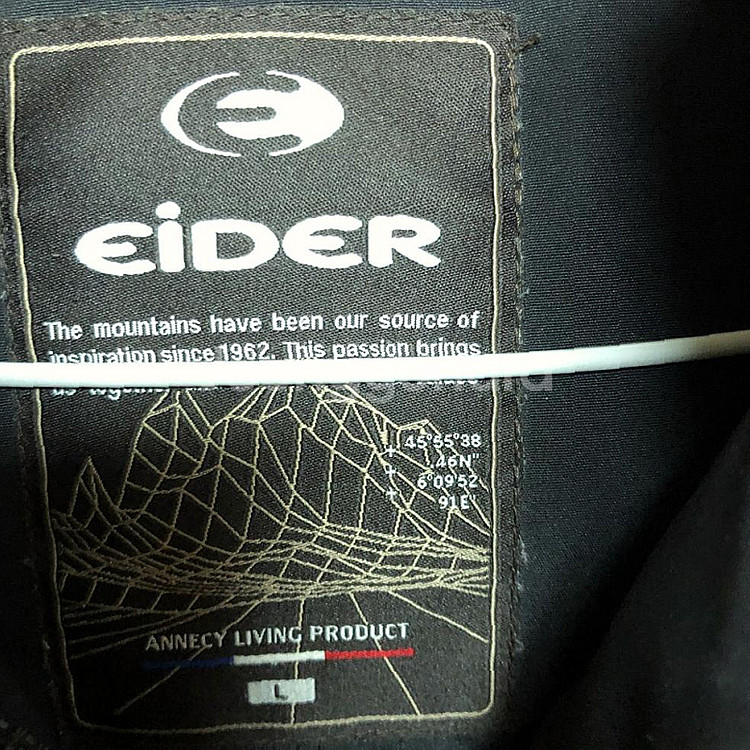 EiDER
The mountains have been our source of
inspiration since 1962. This passion brings
45°55°38
.46N"
6°09'52
91E'
ANNECY LIVING PRODUCT
L